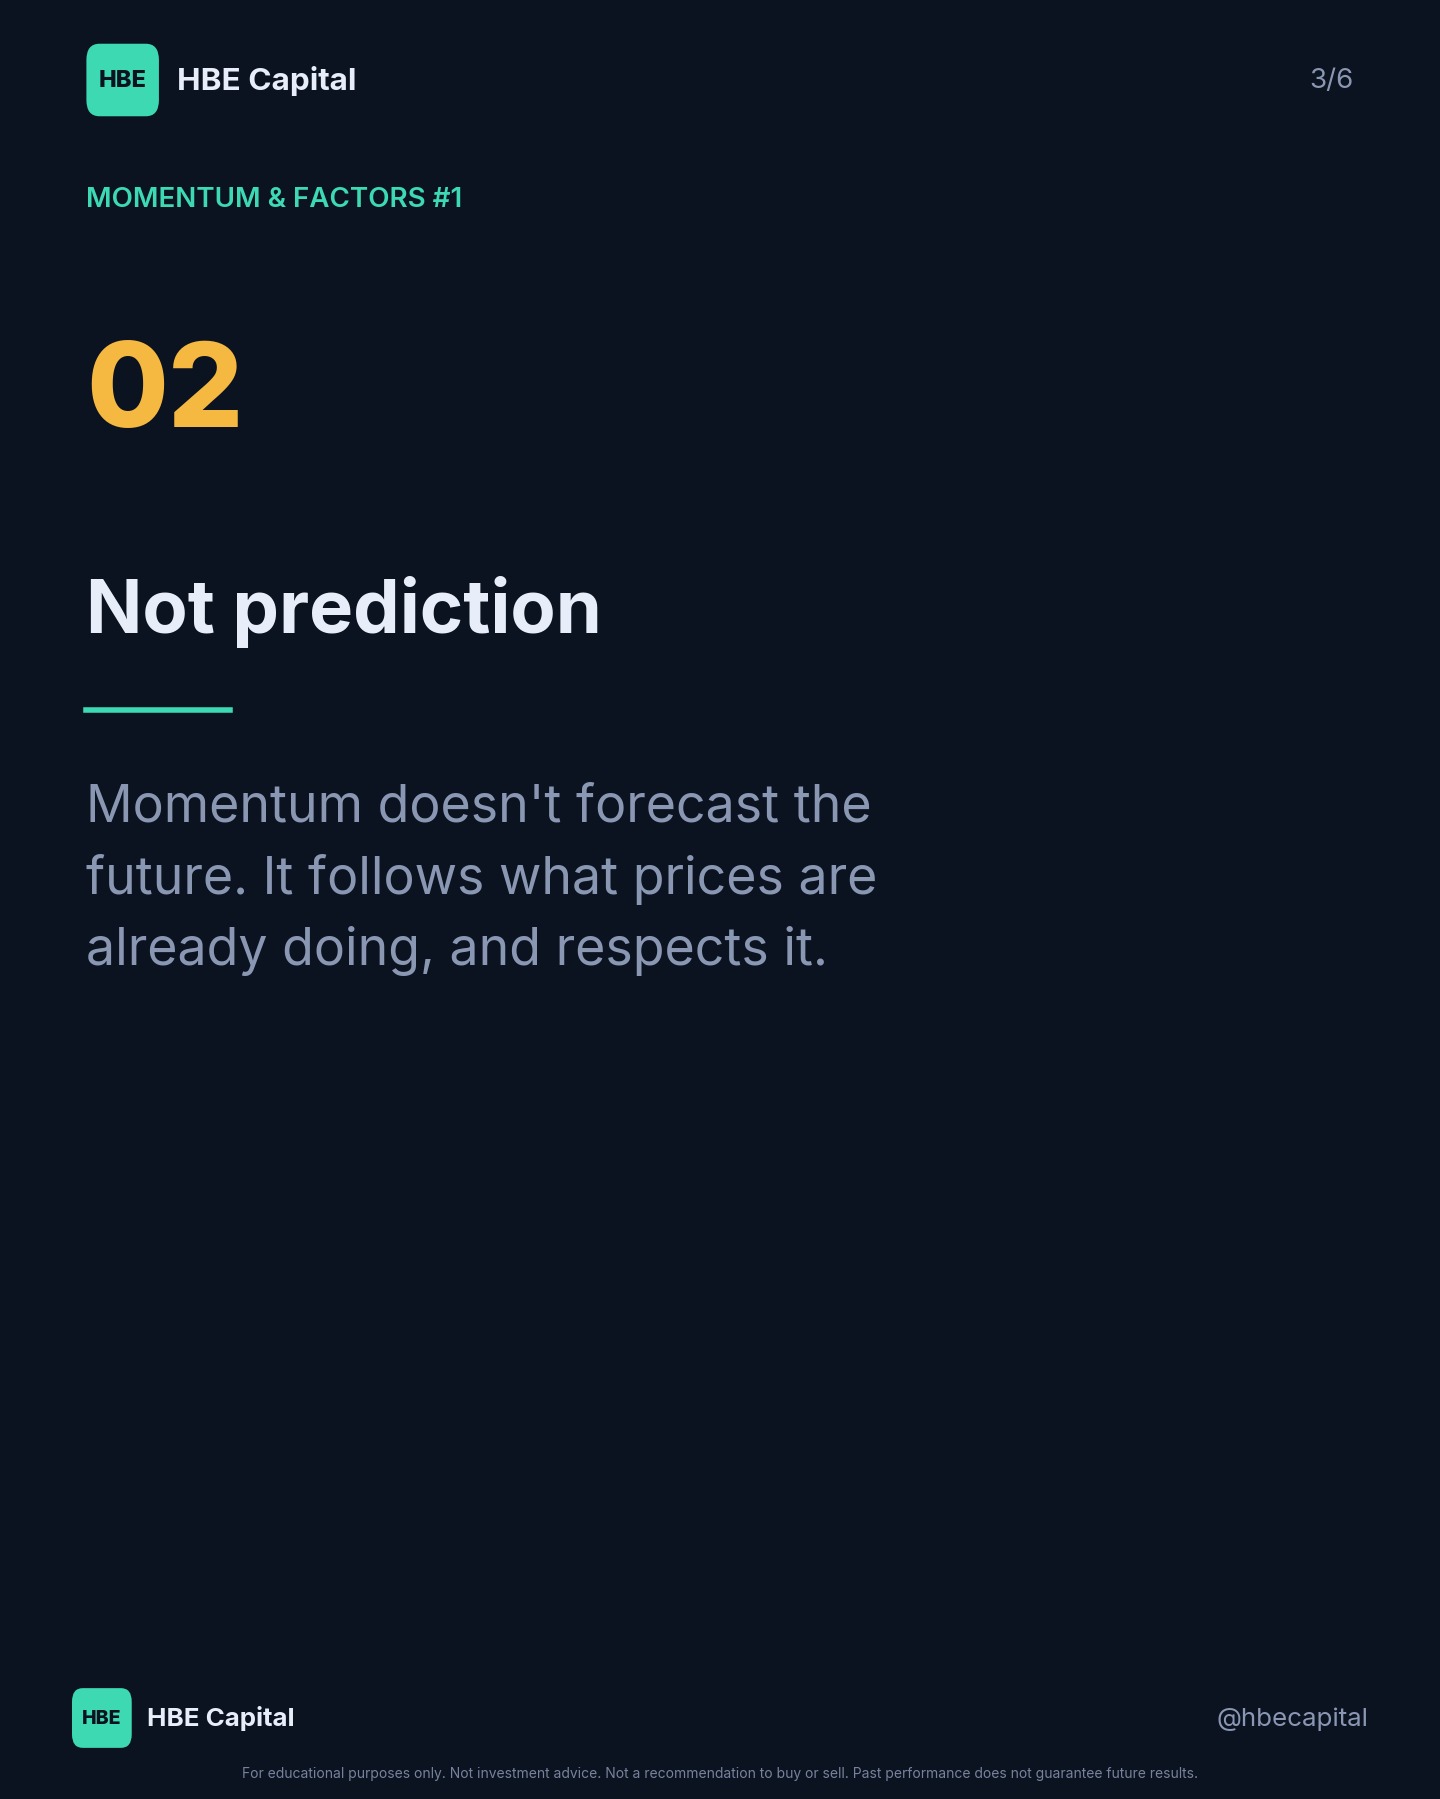 HBE HBE Capital 3/6
MOMENTUM & FACTORS #1
02
Not prediction
Momentum doesn't forecast the
future. It follows what prices are
already doing, and respects it.
HBE HBE Capital @hbecapital
For educational purposes only. Not investment advice. Not a recommendation to buy or sell. Past performance does not guarantee future results.